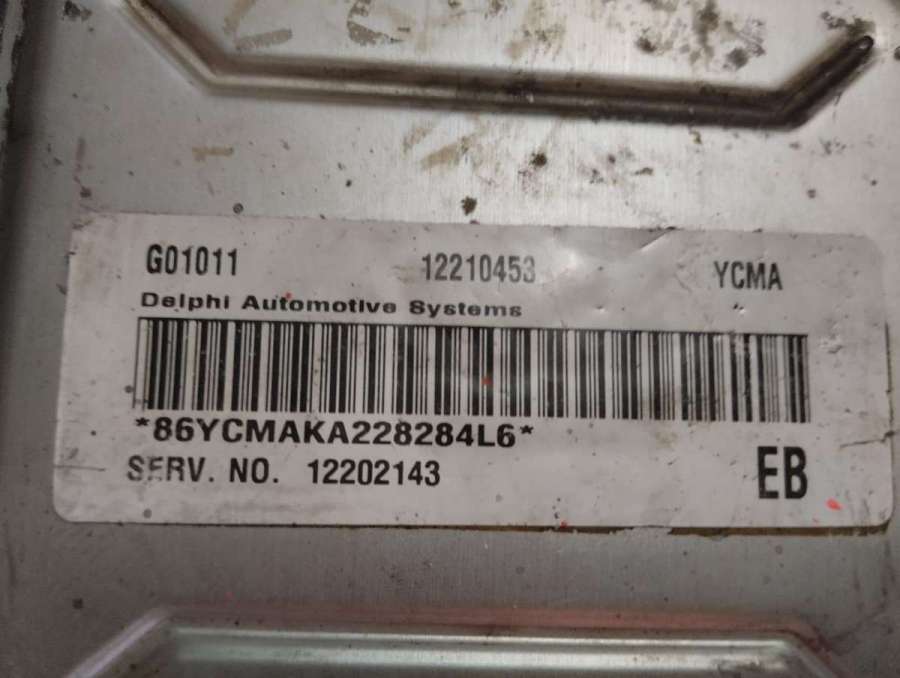 G01011 12210453 YCMA
Delphi Automotive Systems
*86YCMAKA228284L6*
SERV. NO. 12202143 EB